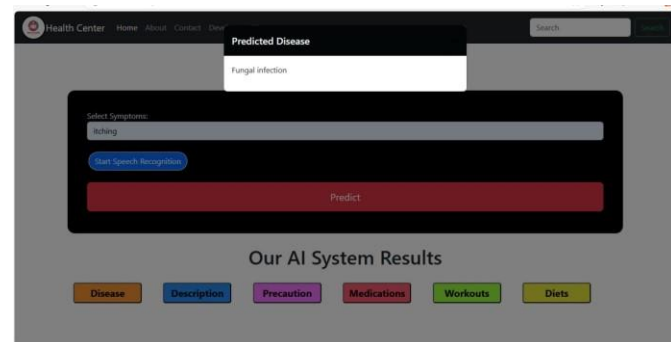 Health Center Home About Contact
Search
Predicted Disease
Fungal infection
Select Symptoms:
itching
Start Speech Recognition
Predict
Our AI System Results
Disease Description Precaution Medications Workouts Diets